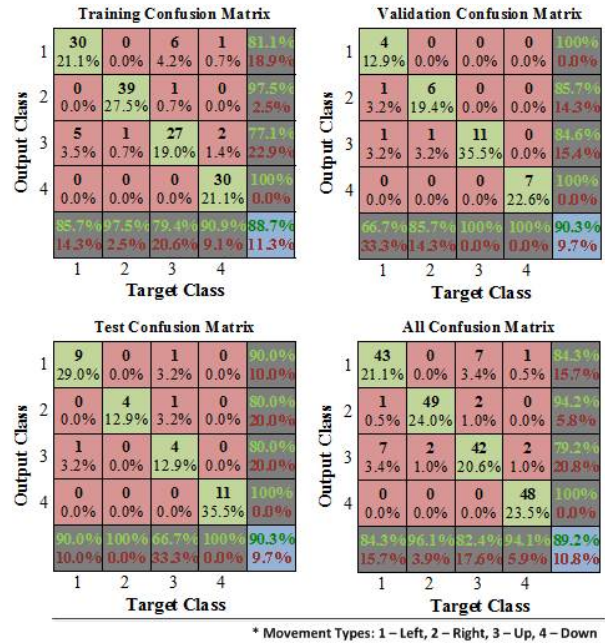 Training Confusion Matrix
Validation Confusion Matrix
Output Class
1
30 0 6 1 81.1%
21.1% 0.0% 4.2% 0.7% 18.9%
2
0 39 1 0 97.5%
0.0% 27.5% 0.7% 0.0% 2.5%
3
5 1 27 2 77.1%
3.5% 0.7% 19.0% 1.4% 22.9%
4
0 0 0 30 100%
0.0% 0.0% 0.0% 21.1% 0.0%
85.7% 97.5% 79.4% 90.9% 88.7%
14.3% 2.5% 20.6% 9.1% 11.3%
1 2 3 4
Target Class
Output Class
1
4 0 0 0 100%
12.9% 0.0% 0.0% 0.0% 0.0%
2
1 6 0 0 85.7%
3.2% 19.4% 0.0% 0.0% 14.3%
3
1 1 11 0 84.6%
3.2% 3.2% 35.5% 0.0% 15.4%
4
0 0 0 7 100%
0.0% 0.0% 0.0% 22.6% 0.0%
66.7% 85.7% 100% 100% 90.3%
33.3% 14.3% 0.0% 0.0% 9.7%
1 2 3 4
Target Class
Test Confusion Matrix
All Confusion Matrix
Output Class
1
9 0 1 0 90.0%
29.0% 0.0% 3.2% 0.0% 10.0%
2
0 4 1 0 80.0%
0.0% 12.9% 3.2% 0.0% 20.0%
3
1 0 4 0 80.0%
3.2% 0.0% 12.9% 0.0% 20.0%
4
0 0 0 11 100%
0.0% 0.0% 0.0% 35.5% 0.0%
90.0% 100% 66.7% 100% 90.3%
10.0% 0.0% 33.3% 0.0% 9.7%
1 2 3 4
Target Class
Output Class
1
43 0 7 1 84.3%
21.1% 0.0% 3.4% 0.5% 15.7%
2
1 49 2 0 94.2%
0.5% 24.0% 1.0% 0.0% 5.8%
3
7 2 42 2 79.2%
3.4% 1.0% 20.6% 1.0% 20.8%
4
0 0 0 48 100%
0.0% 0.0% 0.0% 23.5% 0.0%
84.3% 96.1% 82.4% 94.1% 89.2%
15.7% 3.9% 17.6% 5.9% 10.8%
1 2 3 4
Target Class
* Movement Types: 1 – Left, 2 – Right, 3 – Up, 4 – Down